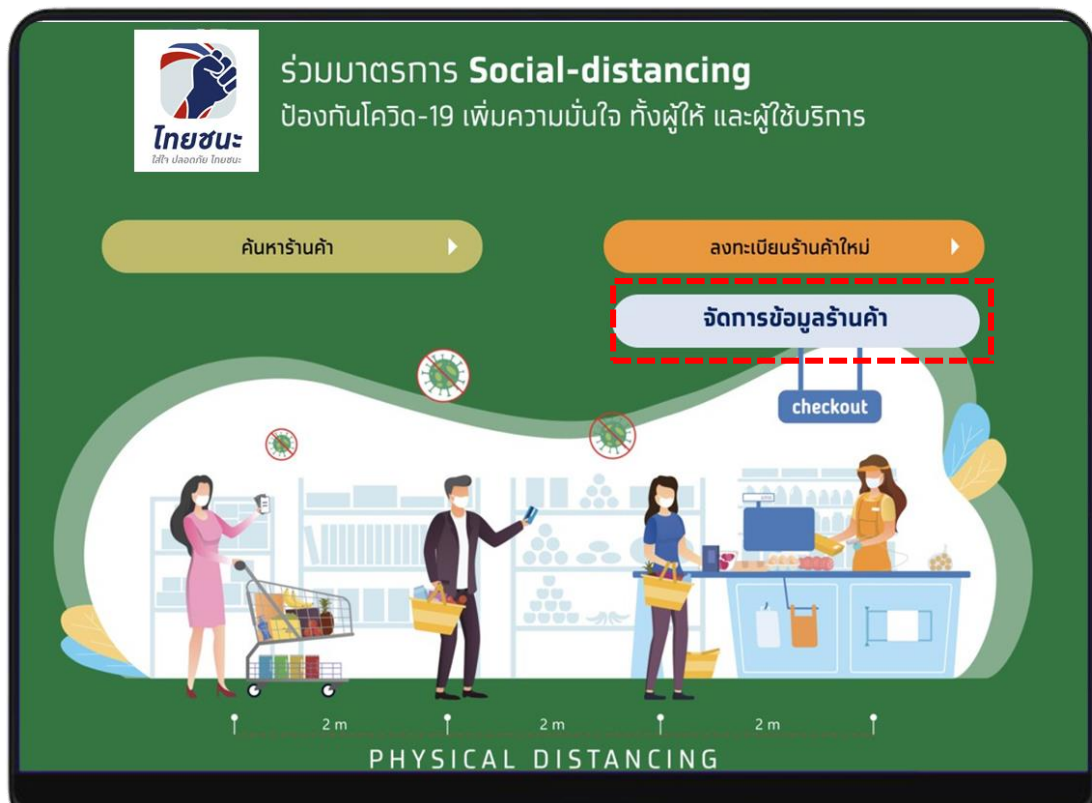 ร่วมมาตรการ Social-distancing
ป้องกันโควิด-19 เพิ่มความมั่นใจ ทั้งผู้ให้ และผู้ใช้บริการ
ไทยชนะ
ใส่ใจ ปลอดภัย ไทยชนะ
ค้นหาร้านค้า
ลงทะเบียนร้านค้าใหม่
จัดการข้อมูลร้านค้า
checkout
2 m 2 m 2 m
PHYSICAL DISTANCING